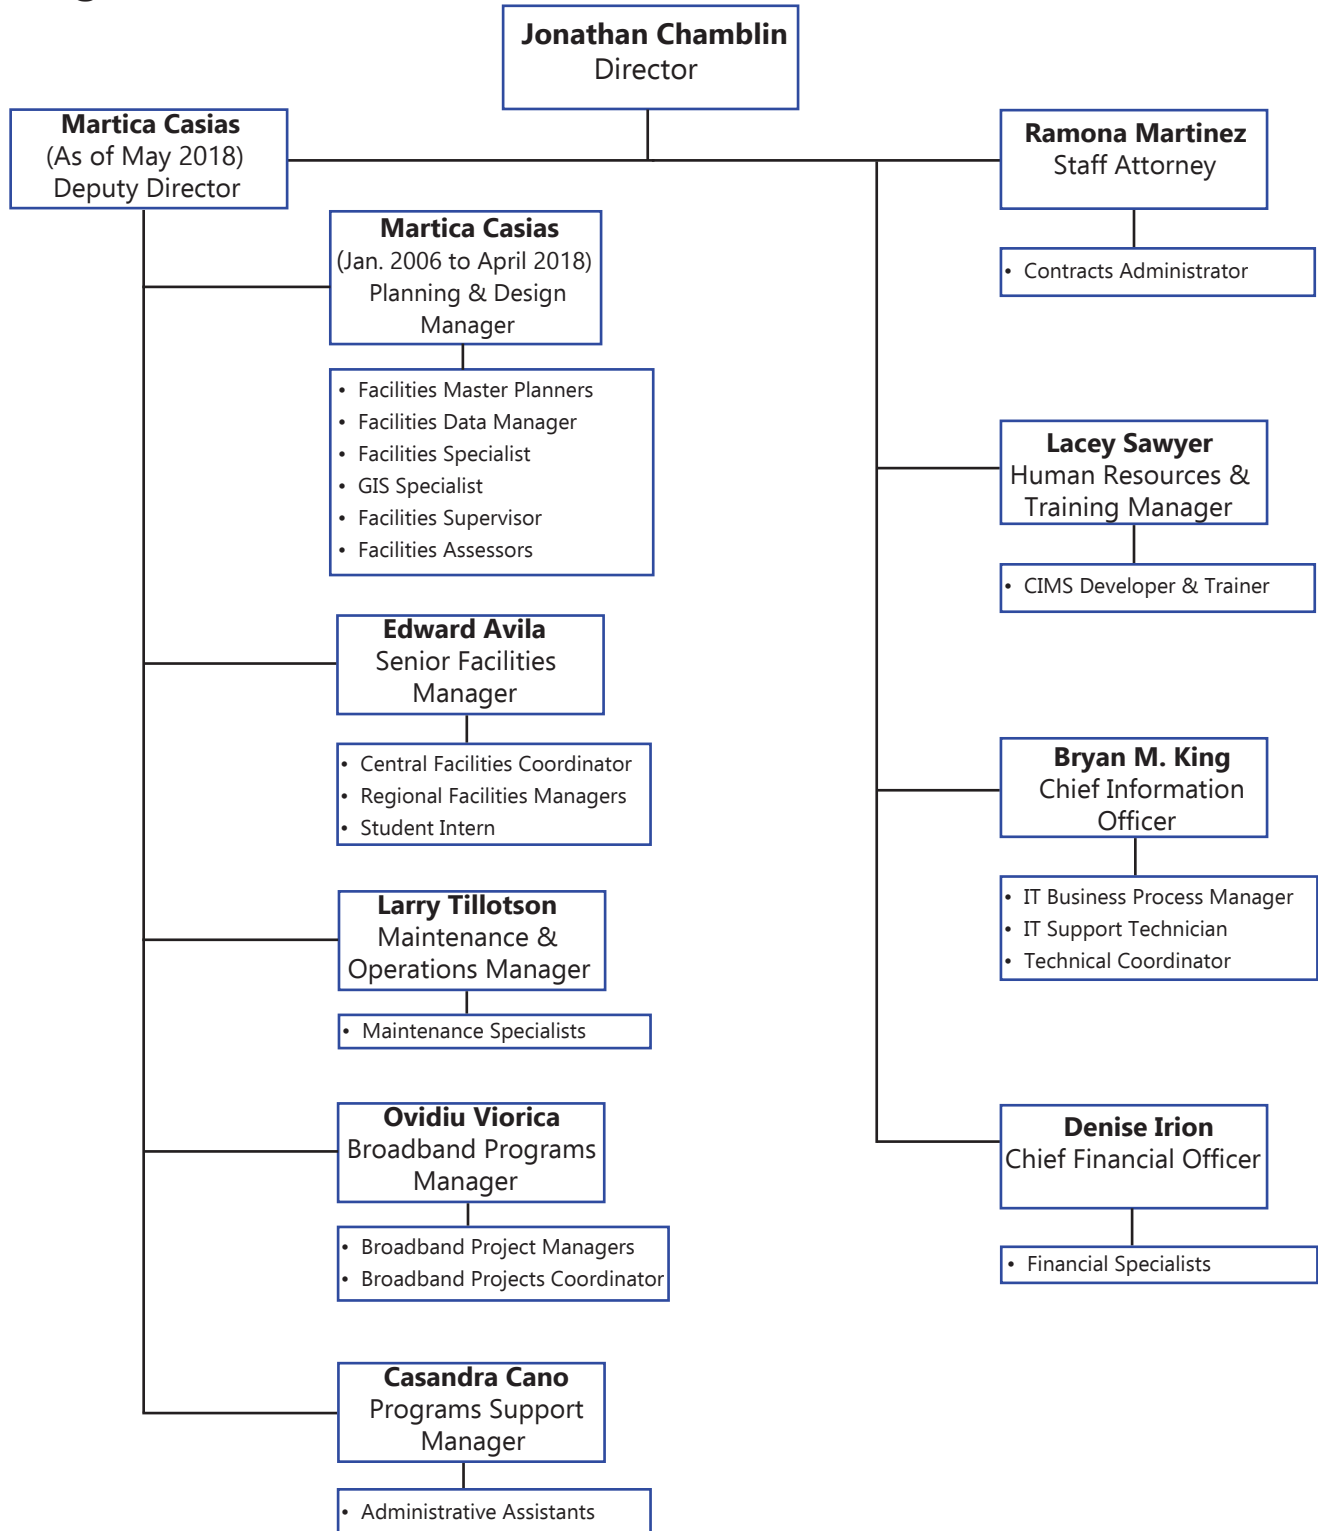 Jonathan Chamblin
Director
Martica Casias
(As of May 2018)
Deputy Director
Martica Casias
(Jan. 2006 to April 2018)
Planning & Design
Manager
• Facilities Master Planners
• Facilities Data Manager
• Facilities Specialist
• GIS Specialist
• Facilities Supervisor
• Facilities Assessors
Edward Avila
Senior Facilities
Manager
• Central Facilities Coordinator
• Regional Facilities Managers
• Student Intern
Larry Tillotson
Maintenance &
Operations Manager
• Maintenance Specialists
Ovidiu Viorica
Broadband Programs
Manager
• Broadband Project Managers
• Broadband Projects Coordinator
Casandra Cano
Programs Support
Manager
• Administrative Assistants
Ramona Martinez
Staff Attorney
• Contracts Administrator
Lacey Sawyer
Human Resources &
Training Manager
• CIMS Developer & Trainer
Bryan M. King
Chief Information
Officer
• IT Business Process Manager
• IT Support Technician
• Technical Coordinator
Denise Irion
Chief Financial Officer
• Financial Specialists